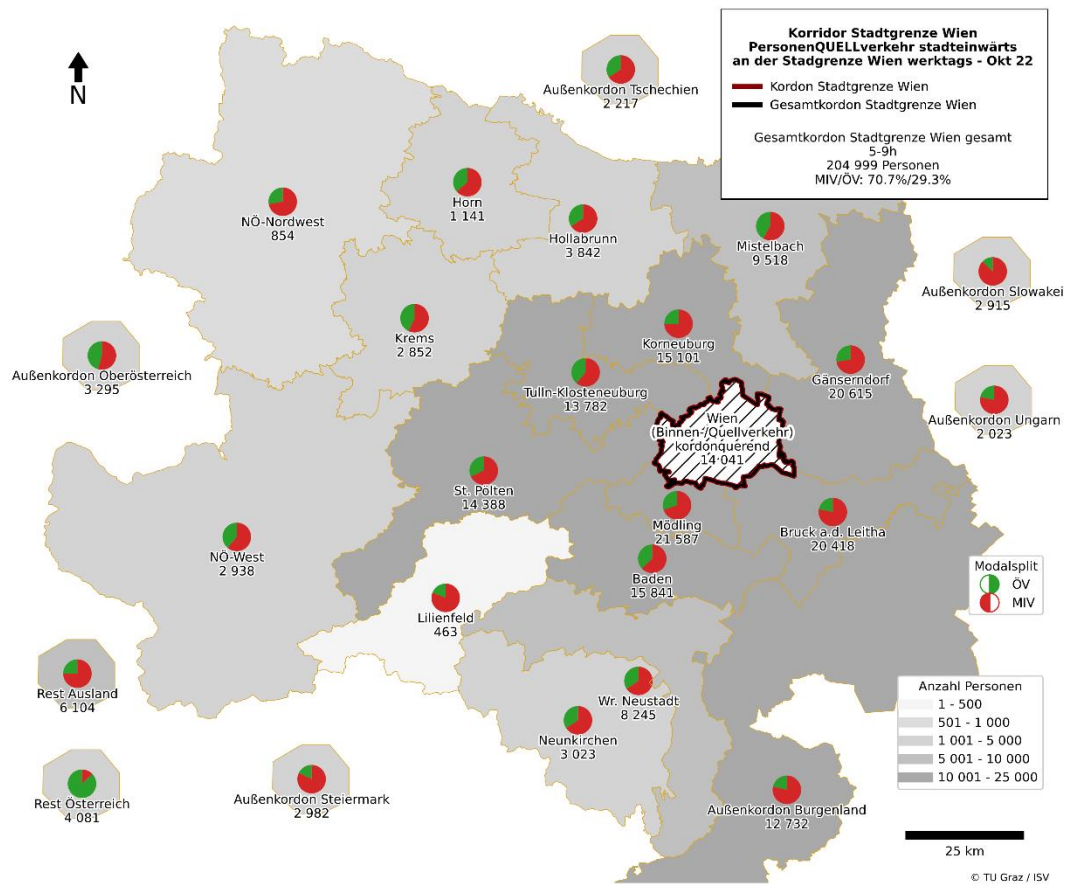 Korridor Stadtgrenze Wien
PersonenQUELLverkehr stadteinwärts
an der Stadgrenze Wien werktags - Okt 22
Kordon Stadtgrenze Wien
Gesamtkordon Stadtgrenze Wien
Gesamtkordon Stadtgrenze Wien gesamt
5-9h
204 999 Personen
MIV/ÖV: 70.7%/29.3%
N
Außenkordon Tschechien
2 217
Horn
1 141
NÖ-Nordwest
854
Hollabrunn
3 842
Mistelbach
9 518
Außenkordon Slowakei
2 915
Krems
2 852
Korneuburg
15 101
Außenkordon Oberösterreich
3 295
Gänserndorf
20 615
Tulln-Klosteneuburg
13 782
Außenkordon Ungarn
2 023
Wien
(Binnen-/Quellverkehr)
kordonquerend
14 041
St. Pölten
14 388
Mödling
21 587
Bruck a.d. Leitha
20 418
NÖ-West
2 938
Baden
15 841
Modalsplit
ÖV
MIV
Lilienfeld
463
Rest Ausland
6 104
Wr. Neustadt
8 245
Neunkirchen
3 023
Anzahl Personen
1 - 500
501 - 1 000
1 001 - 5 000
5 001 - 10 000
10 001 - 25 000
Rest Österreich
4 081
Außenkordon Steiermark
2 982
Außenkordon Burgenland
12 732
25 km
© TU Graz / ISV